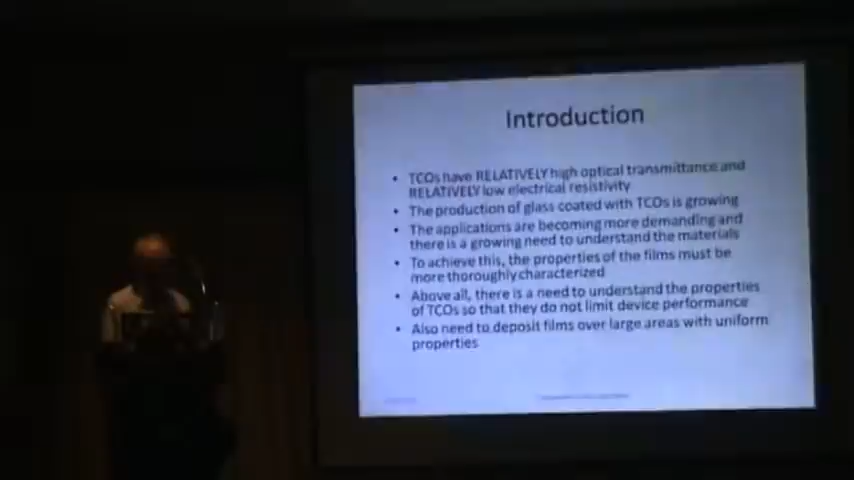 Introduction
• TCOs have RELATIVELY high optical transmittance and
RELATIVELY low electrical resistivity
• The production of glass coated with TCOs is growing
• The applications are becoming more demanding and
there is a growing need to understand the materials
• To achieve this, the properties of the films must be
more thoroughly characterized
• Above all, there is a need to understand the properties
of TCOs so that they do not limit device performance
• Also need to deposit films over large areas with uniform
properties